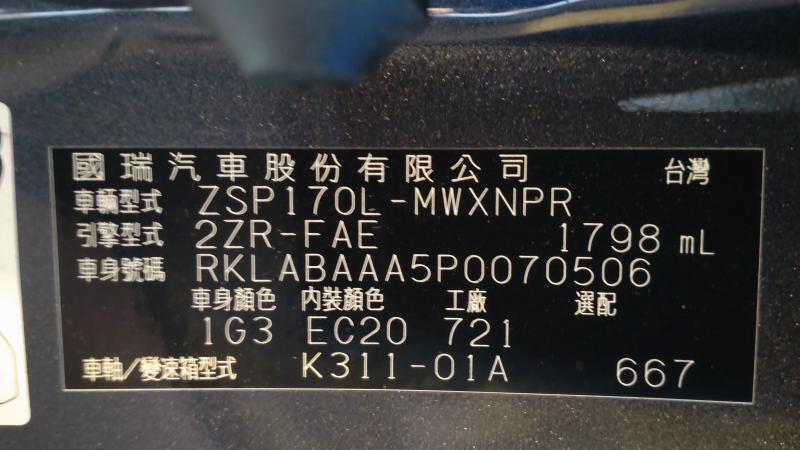 國瑞汽車股份有限公司 台灣
車輛型式 ZSP170L-MWXNPR
引擎型式 2ZR-FAE 1798 mL
車身號碼 RKLABAAA5P0070506
車身顏色 內裝顏色 工廠 選配
1G3 EC20 721
車軸/變速箱型式 K311-01A 667